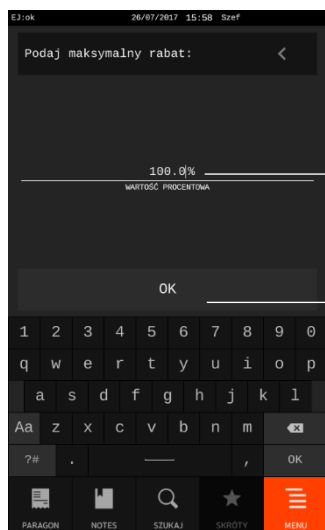 EJ:ok 26/07/2017 15:58 Szef
Podaj maksymalny rabat: <
100.0%
WARTOŚĆ PROCENTOWA
OK
1 2 3 4 5 6 7 8 9 0
q w e r t y u i o p
a s d f g h j k l
Aa z x c v b n m
?# . , OK
PARAGON NOTES SZUKAJ SKRÓTY MENU